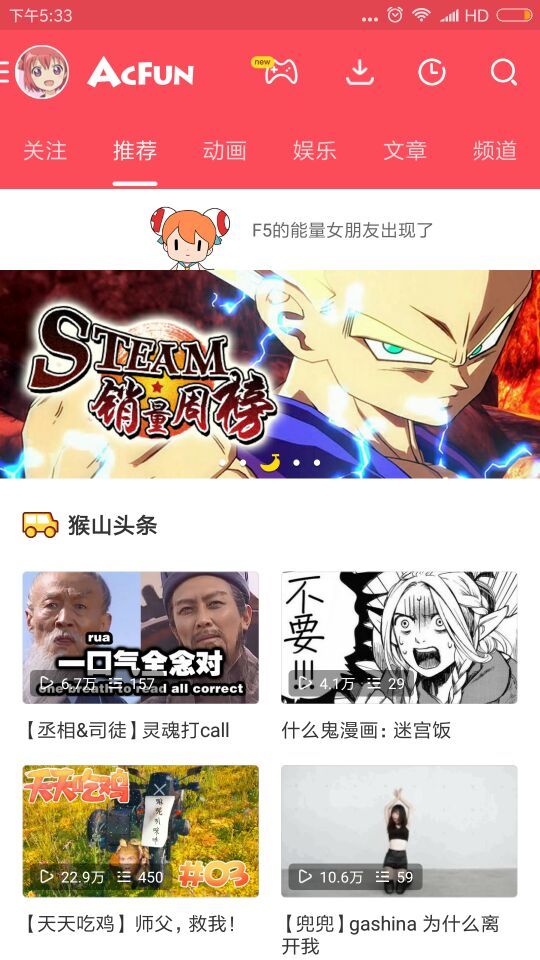 下午5:33
... HD
ACFUN
new
关注 推荐 动画 娱乐 文章 频道
F5的能量女朋友出现了
STEAM
销量周榜
猴山头条
rua
一口气全念对
one breath to read all correct
6.7万 157
不要!!!
4.1万 29
【丞相&司徒】灵魂打call
什么鬼漫画：迷宫饭
天天吃鸡
#03
22.9万 450
10.6万 59
【天天吃鸡】师父，救我！
【兜兜】gashina 为什么离
开我